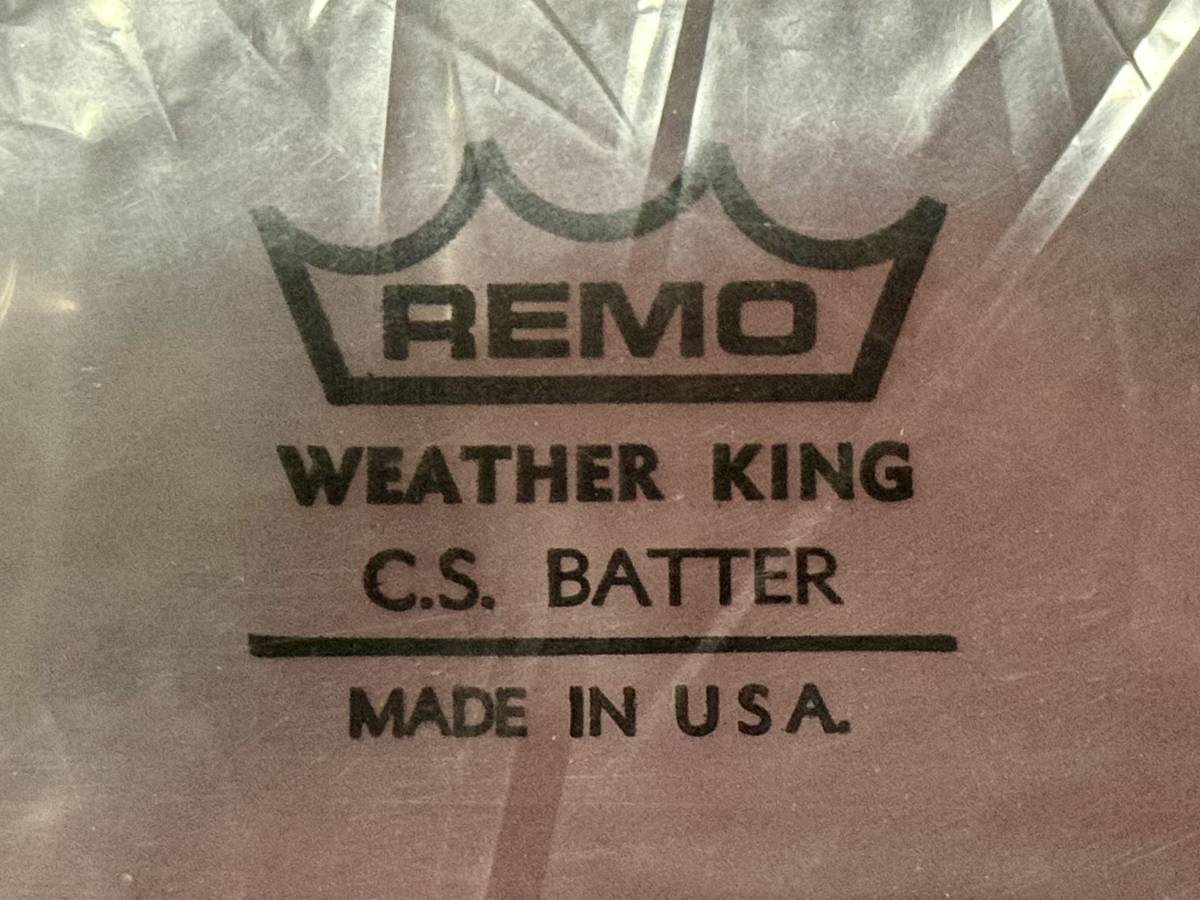 REMO
WEATHER KING
C.S. BATTER
MADE IN USA.